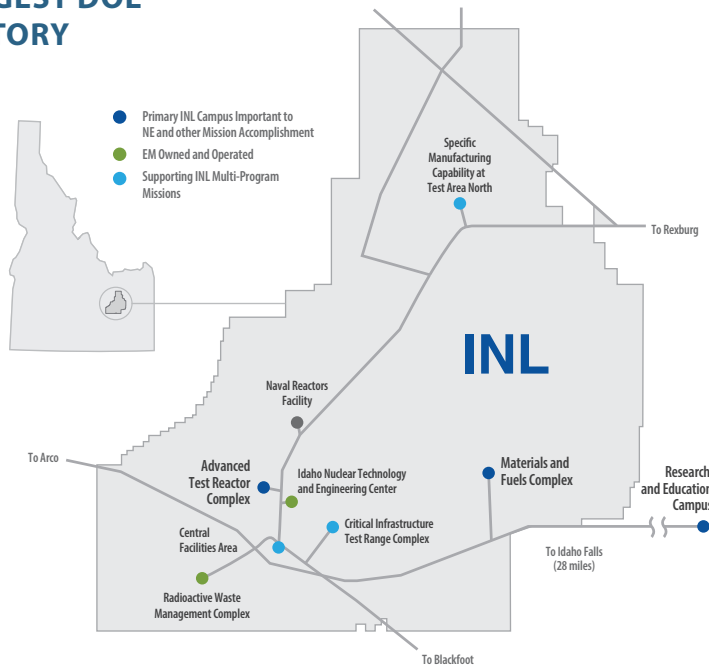 TORY
Primary INL Campus Important to
NE and other Mission Accomplishment
EM Owned and Operated
Supporting INL Multi-Program
Missions
Specific
Manufacturing
Capability at
Test Area North
To Rexburg
INL
Naval Reactors
Facility
To Arco
Advanced
Test Reactor
Complex
Idaho Nuclear Technology
and Engineering Center
Materials and
Fuels Complex
Research
and Education
Campus
Central
Facilities Area
Critical Infrastructure
Test Range Complex
To Idaho Falls
(28 miles)
Radioactive Waste
Management Complex
To Blackfoot